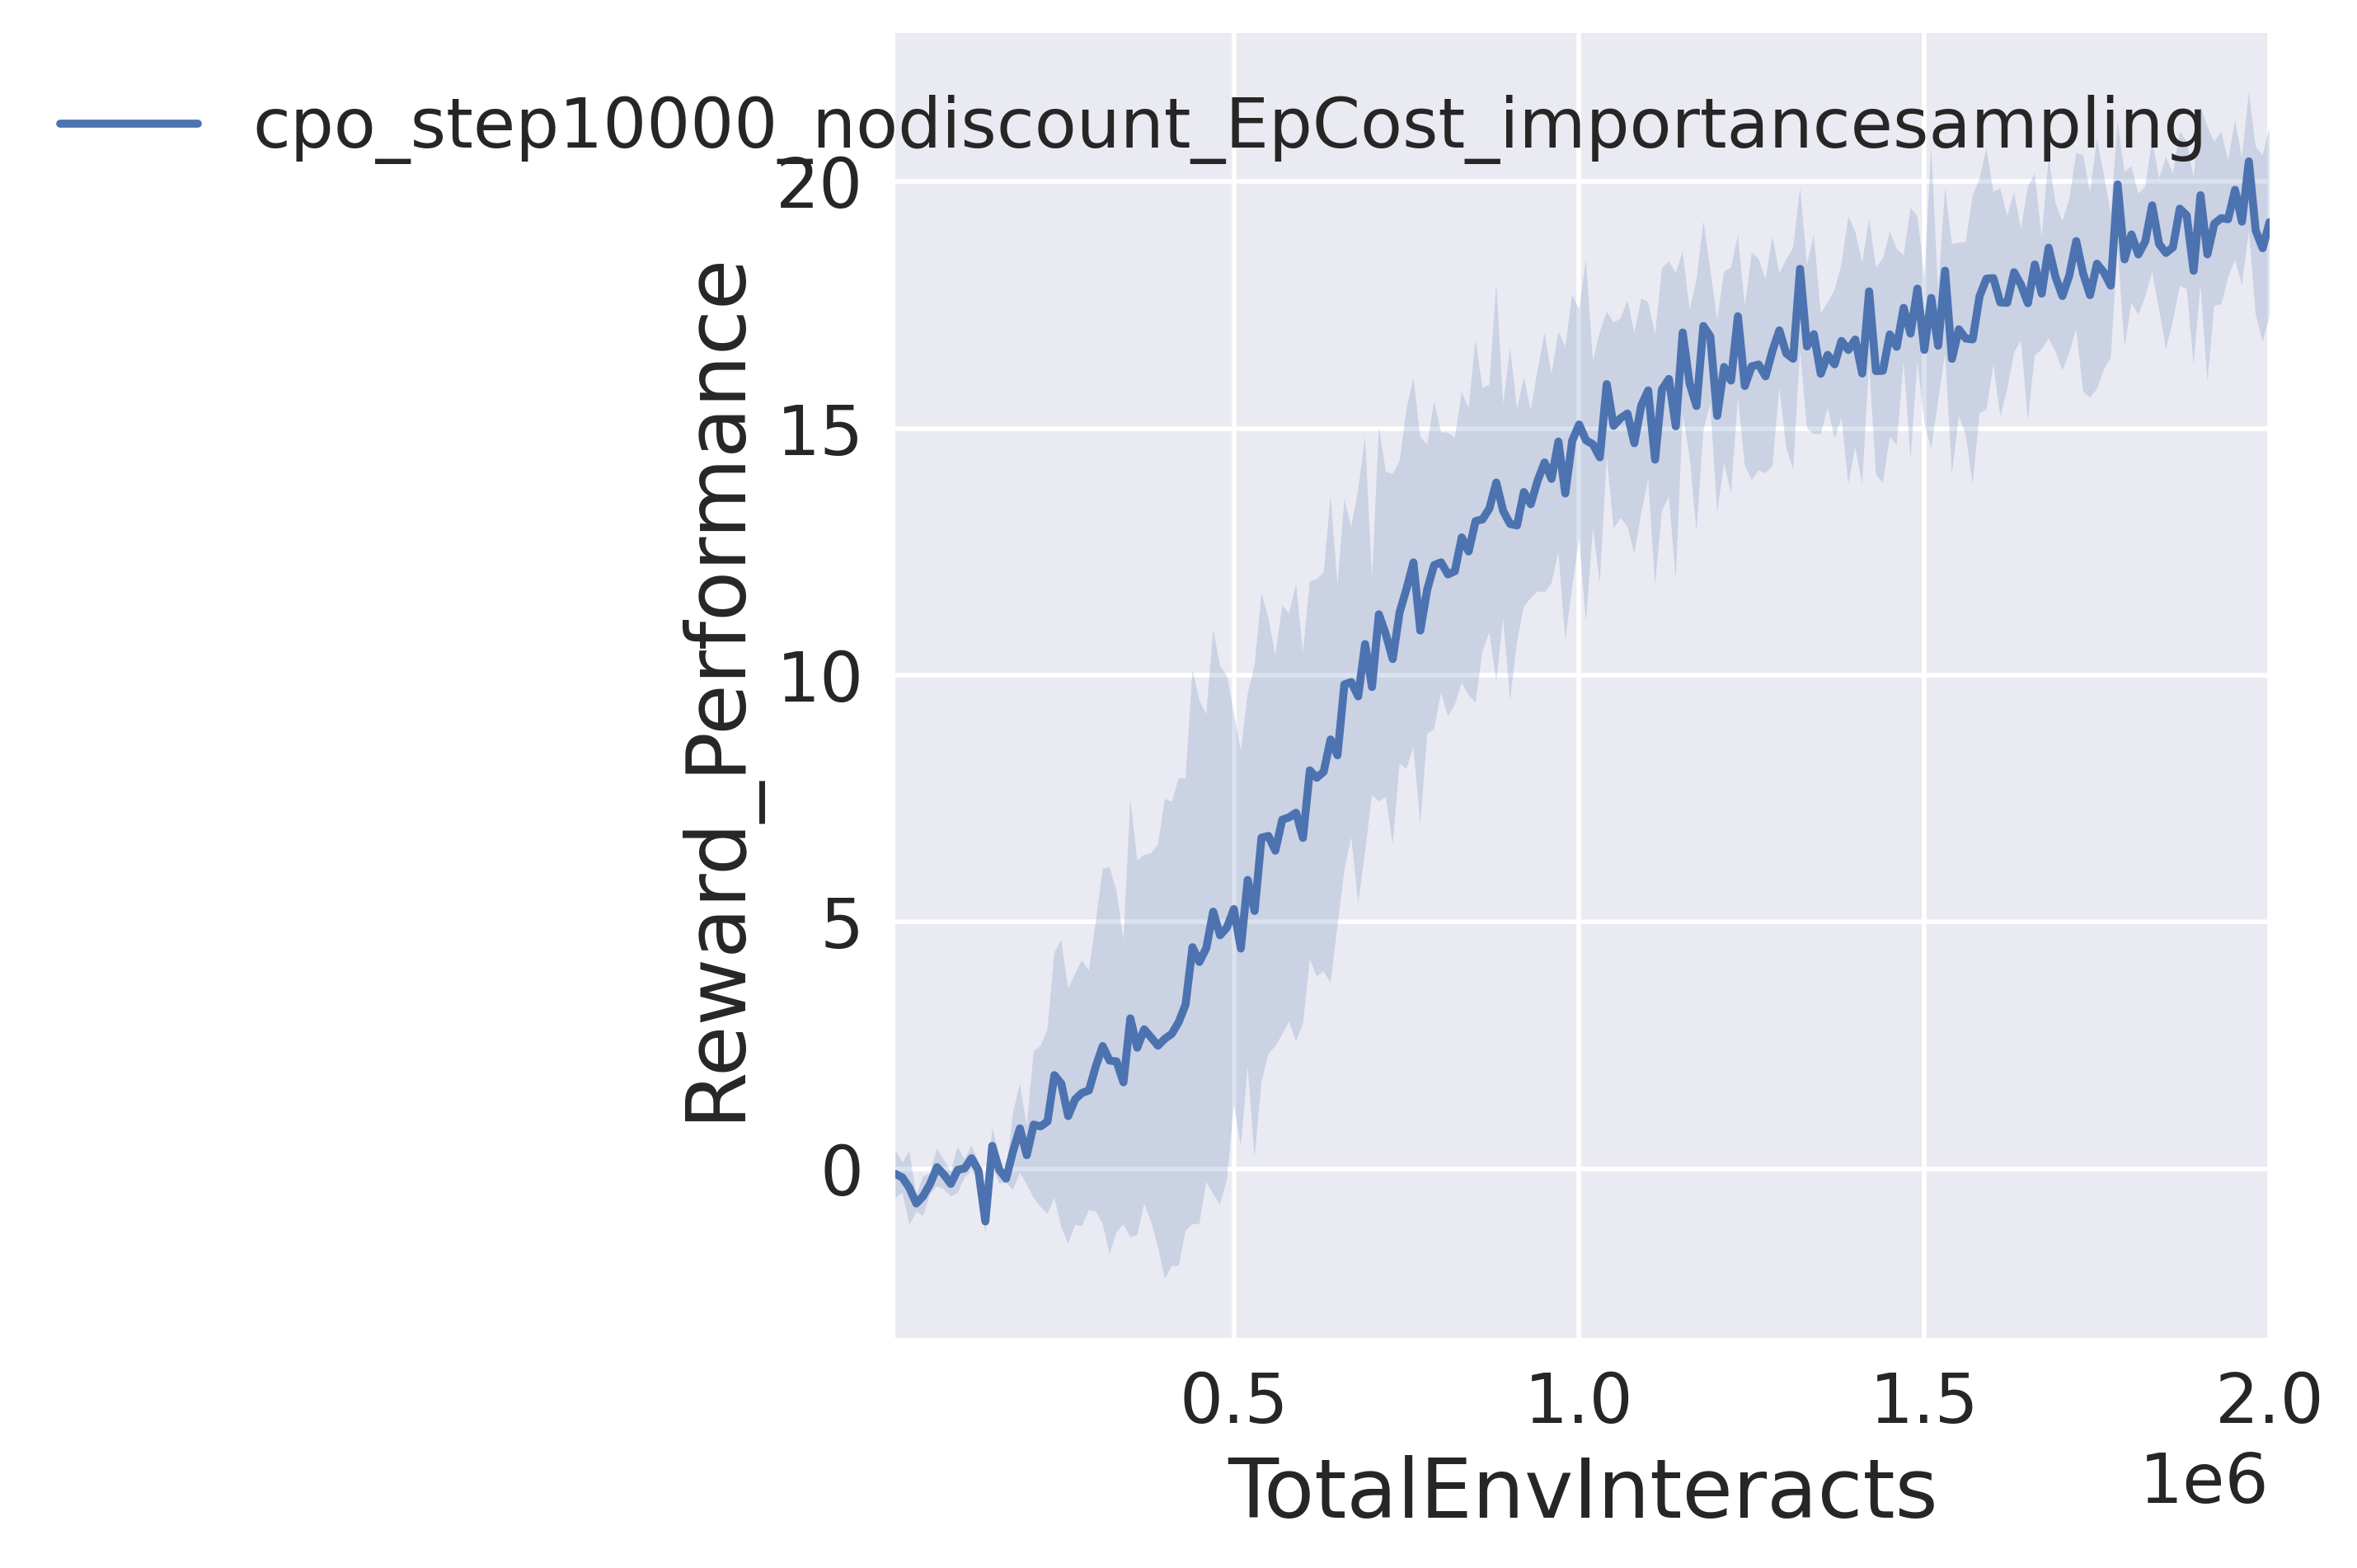 cpo_step10000_nodiscount_EpCost_importancesampling
20
15
10
5
0
Reward_Performance
0.5 1.0 1.5 2.0
1e6
TotalEnvInteracts